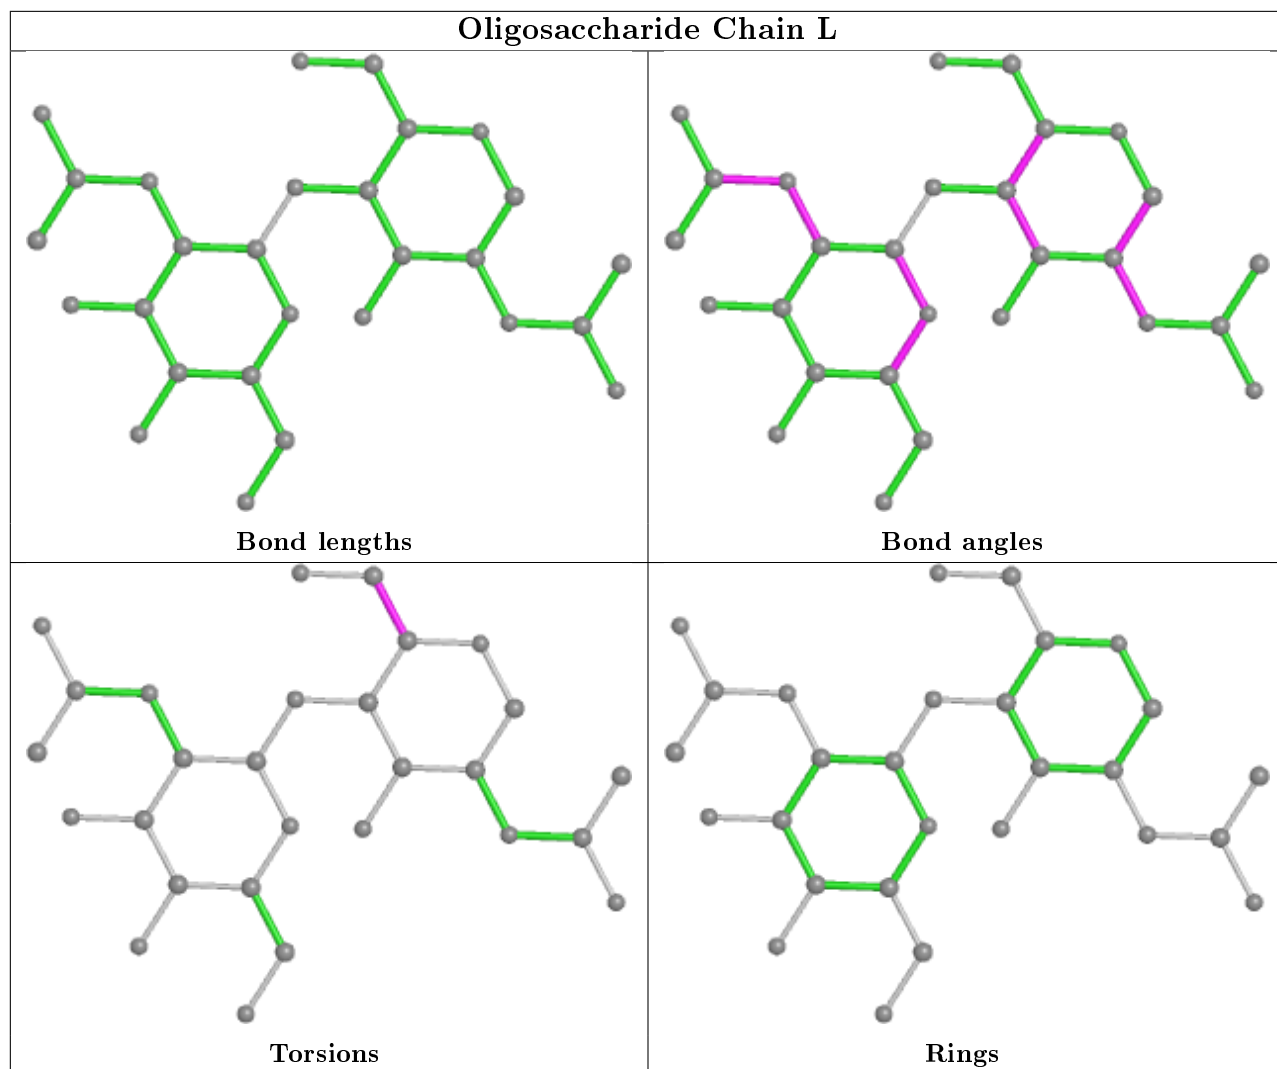 Oligosaccharide Chain L
Bond lengths
Bond angles
Torsions
Rings